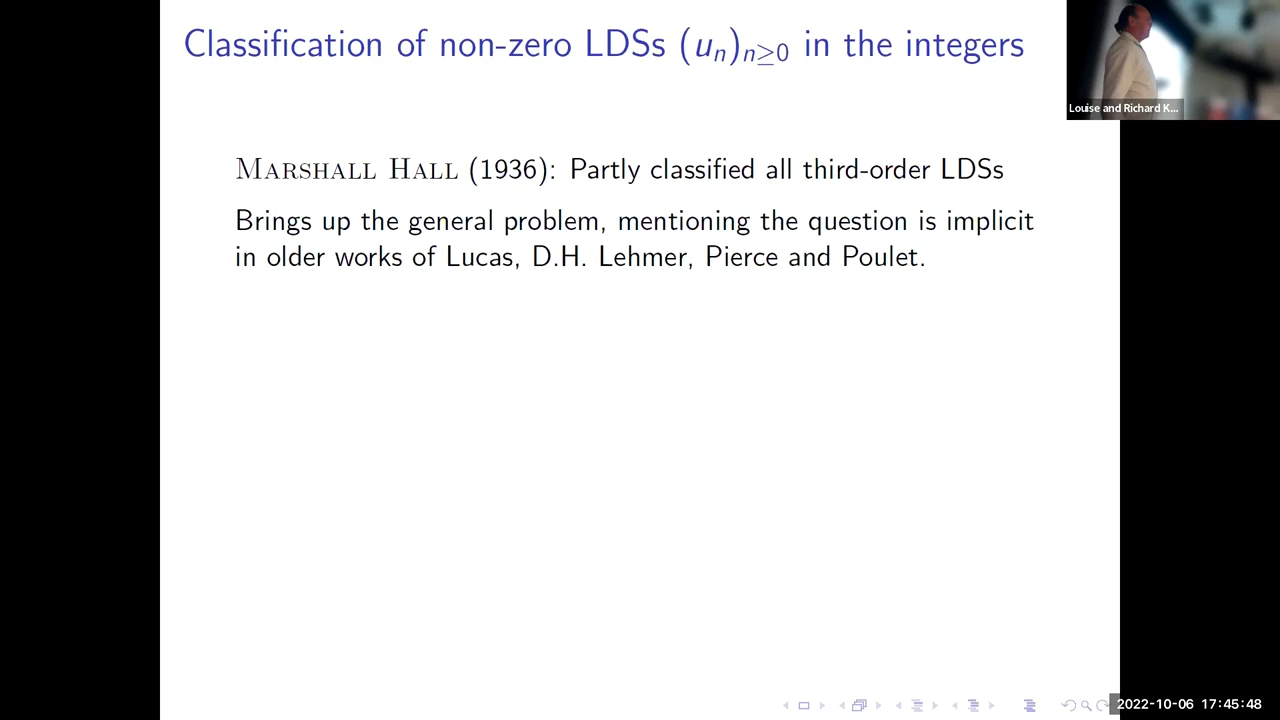 Classification of non-zero LDSs (uₙ)ₙ≥₀ in the integers
Louise and Richard K...
MARSHALL HALL (1936): Partly classified all third-order LDSs
Brings up the general problem, mentioning the question is implicit
in older works of Lucas, D.H. Lehmer, Pierce and Poulet.
2022-10-06 17:45:48